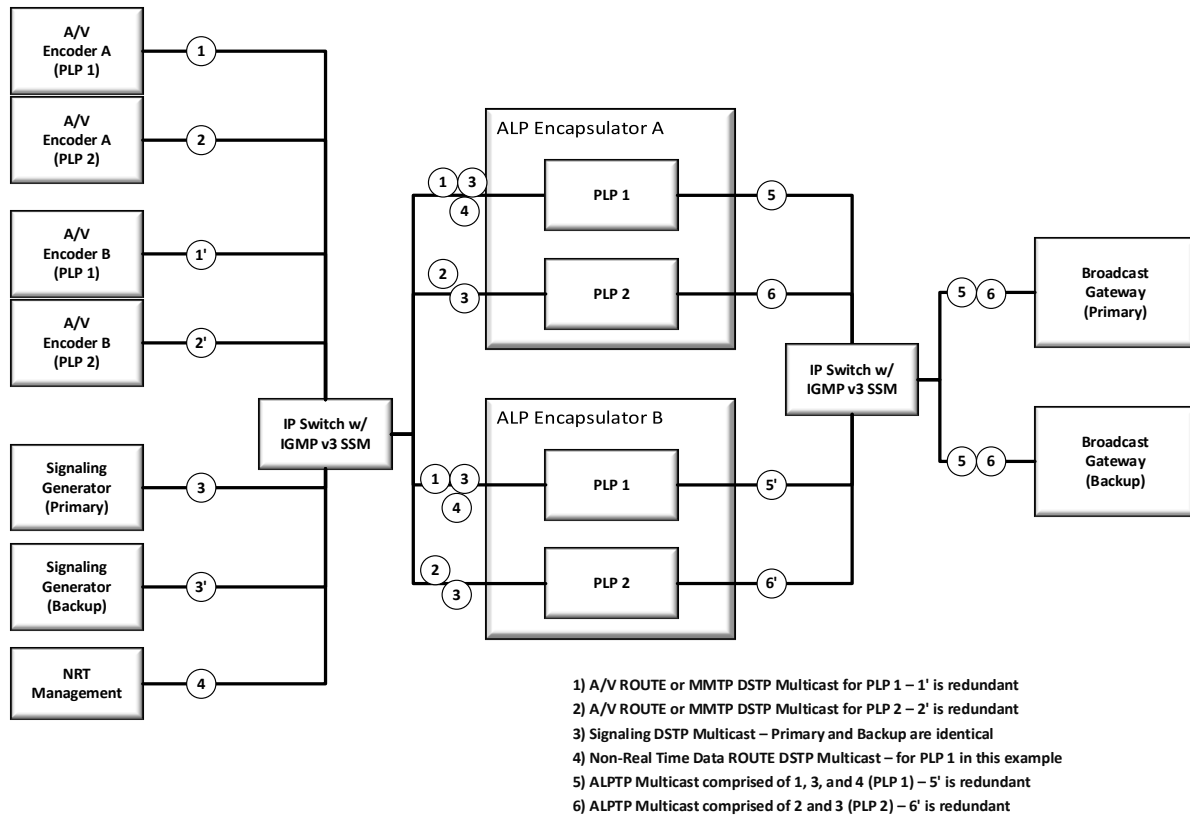 A/V
Encoder A
(PLP 1)
1
A/V
Encoder A
(PLP 2)
2
A/V
Encoder B
(PLP 1)
1'
A/V
Encoder B
(PLP 2)
2'
IP Switch w/
IGMP v3 SSM
Signaling
Generator
(Primary)
3
Signaling
Generator
(Backup)
3'
NRT
Management
4
ALP Encapsulator A
1 3
4
PLP 1
5
2
3
PLP 2
6
ALP Encapsulator B
1 3
4
PLP 1
5'
2
3
PLP 2
6'
IP Switch w/
IGMP v3 SSM
5 6
Broadcast
Gateway
(Primary)
5 6
Broadcast
Gateway
(Backup)
1) A/V ROUTE or MMTP DSTP Multicast for PLP 1 – 1' is redundant
2) A/V ROUTE or MMTP DSTP Multicast for PLP 2 – 2' is redundant
3) Signaling DSTP Multicast – Primary and Backup are identical
4) Non-Real Time Data ROUTE DSTP Multicast – for PLP 1 in this example
5) ALPTP Multicast comprised of 1, 3, and 4 (PLP 1) – 5' is redundant
6) ALPTP Multicast comprised of 2 and 3 (PLP 2) – 6' is redundant